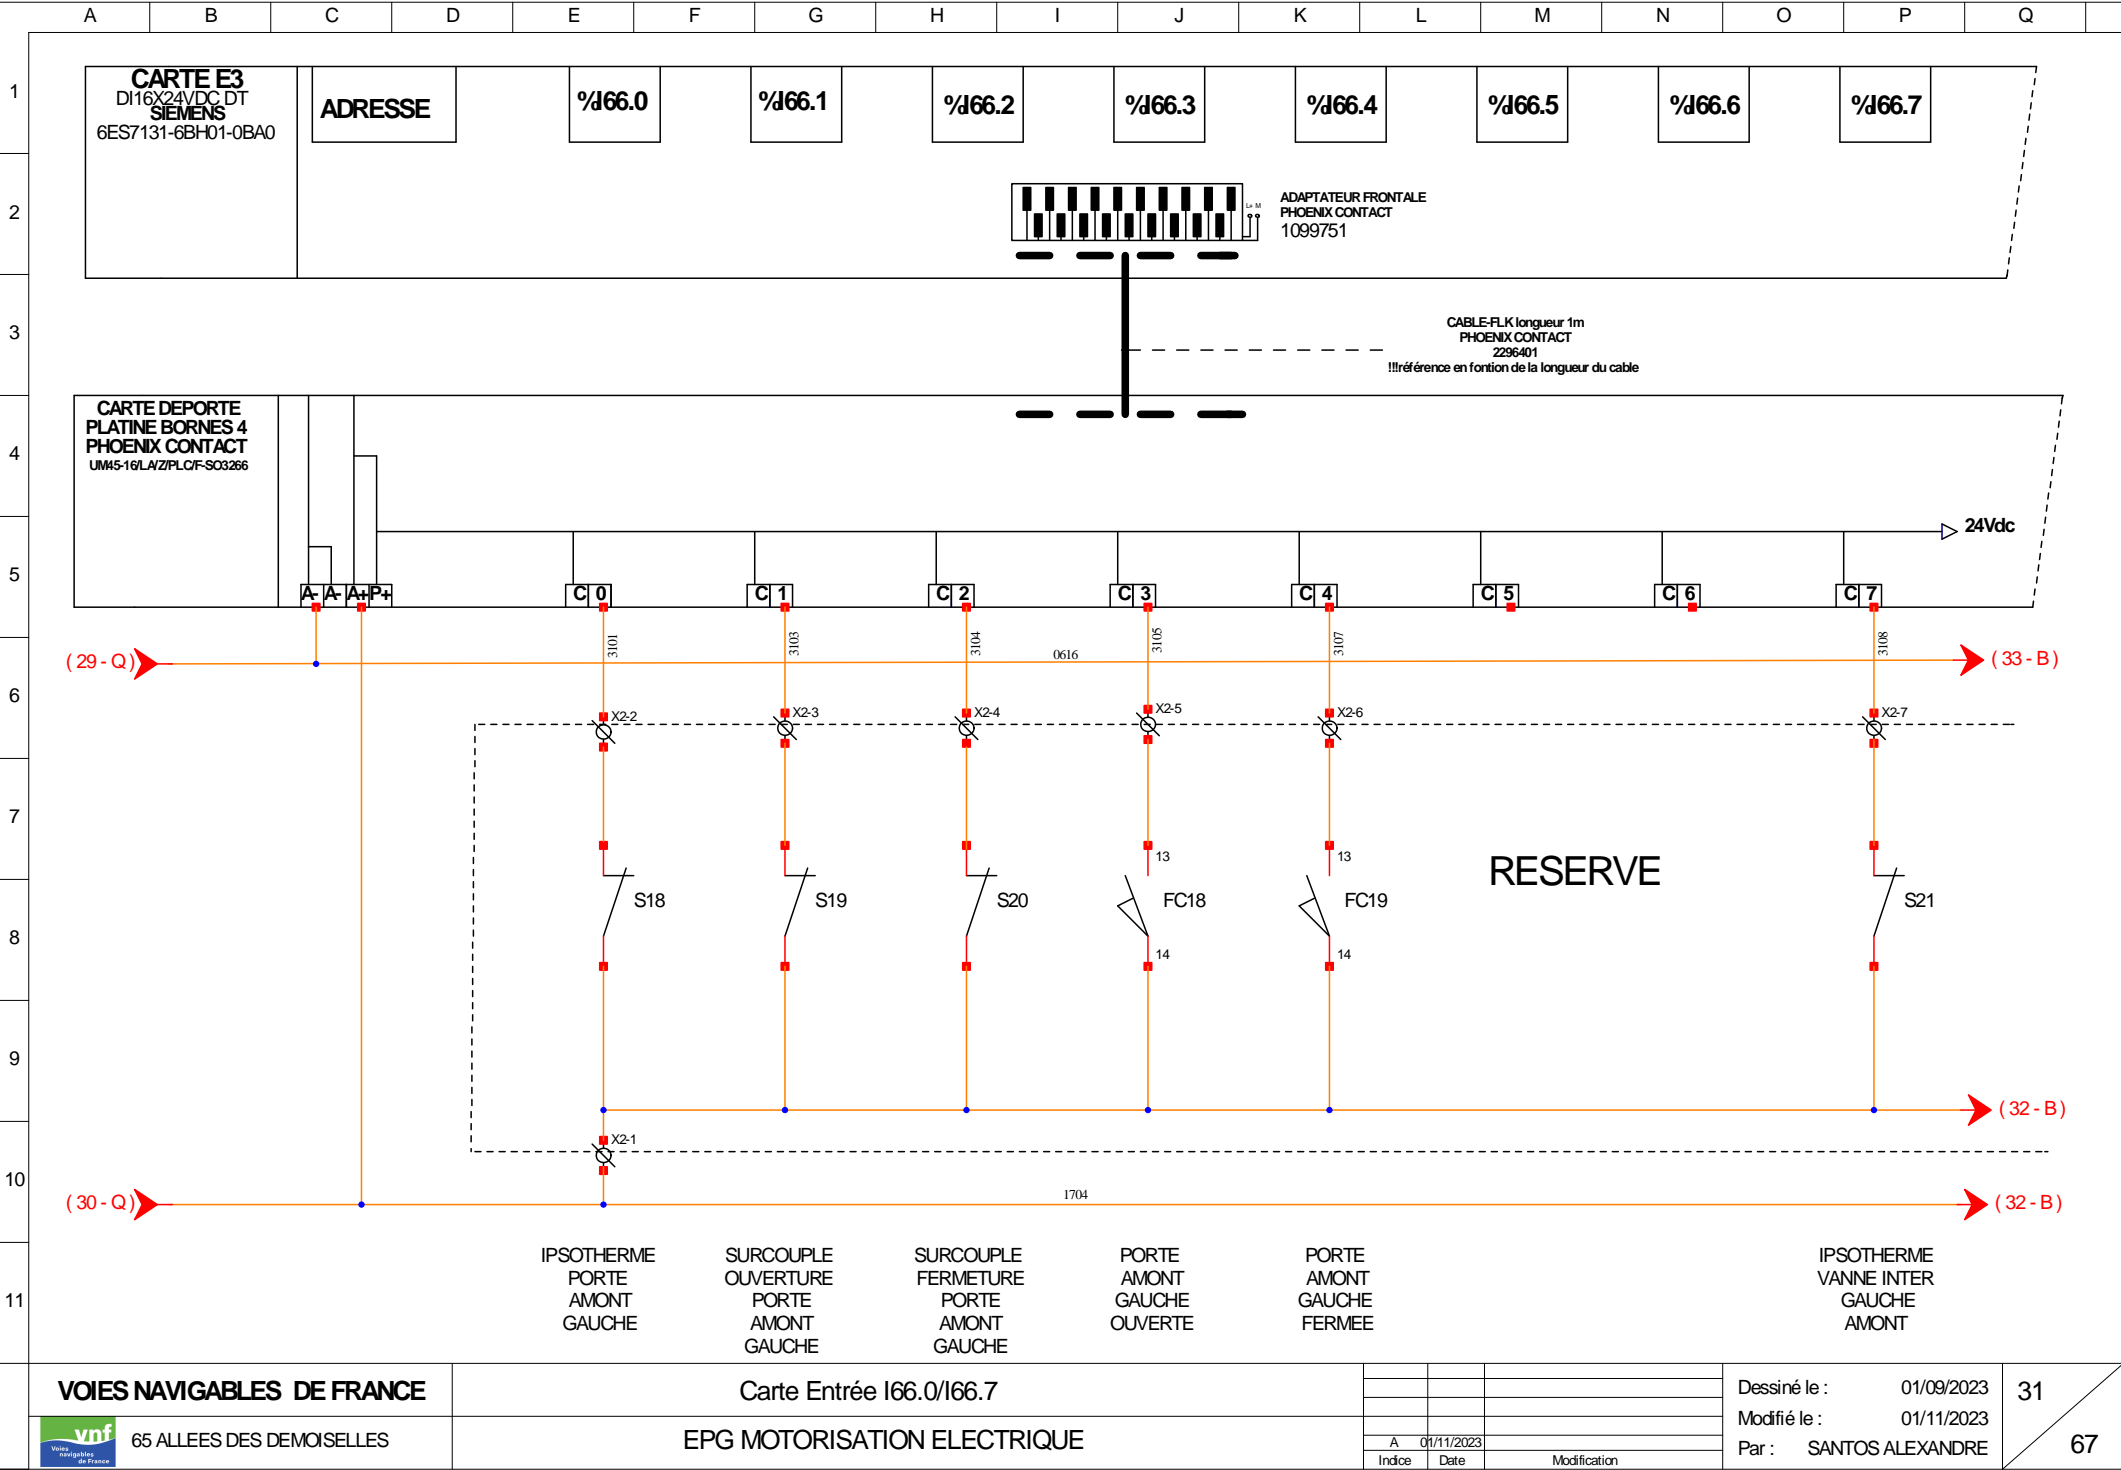 A B C D E F G H I J K L M N O P Q
1
2
3
4
5
6
7
8
9
10
11
CARTE E3
DI16X24VDC DT
SIEMENS
6ES7131-6BH01-0BA0
ADRESSE
%I66.0
%I66.1
%I66.2
%I66.3
%I66.4
%I66.5
%I66.6
%I66.7
L+ M
ADAPTATEUR FRONTALE
PHOENIX CONTACT
1099751
CABLE-FLK longueur 1m
PHOENIX CONTACT
2296401
!!!référence en fontion de la longueur du cable
CARTE DEPORTE
PLATINE BORNES 4
PHOENIX CONTACT
UM45-16/LA/Z/PLC/F-SO3266
24Vdc
A- A- A+ P+
C 0
C 1
C 2
C 3
C 4
C 5
C 6
C 7
3101
3103
3104
3105
3107
3108
(29-Q)
0616
(33-B)
X2-2
X2-3
X2-4
X2-5
X2-6
X2-7
13
13
RESERVE
S18
S19
S20
FC18
FC19
S21
14
14
(32-B)
X2-1
(30-Q)
1704
(32-B)
IPSOTHERME
PORTE
AMONT
GAUCHE
SURCOUPLE
OUVERTURE
PORTE
AMONT
GAUCHE
SURCOUPLE
FERMETURE
PORTE
AMONT
GAUCHE
PORTE
AMONT
GAUCHE
OUVERTE
PORTE
AMONT
GAUCHE
FERMEE
IPSOTHERME
VANNE INTER
GAUCHE
AMONT
VOIES NAVIGABLES DE FRANCE
vnf
Voies
navigables
de France
65 ALLEES DES DEMOISELLES
Carte Entrée I66.0/I66.7
EPG MOTORISATION ELECTRIQUE
A 01/11/2023
Indice Date Modification
Dessiné le : 01/09/2023
Modifié le : 01/11/2023
Par : SANTOS ALEXANDRE
31
67